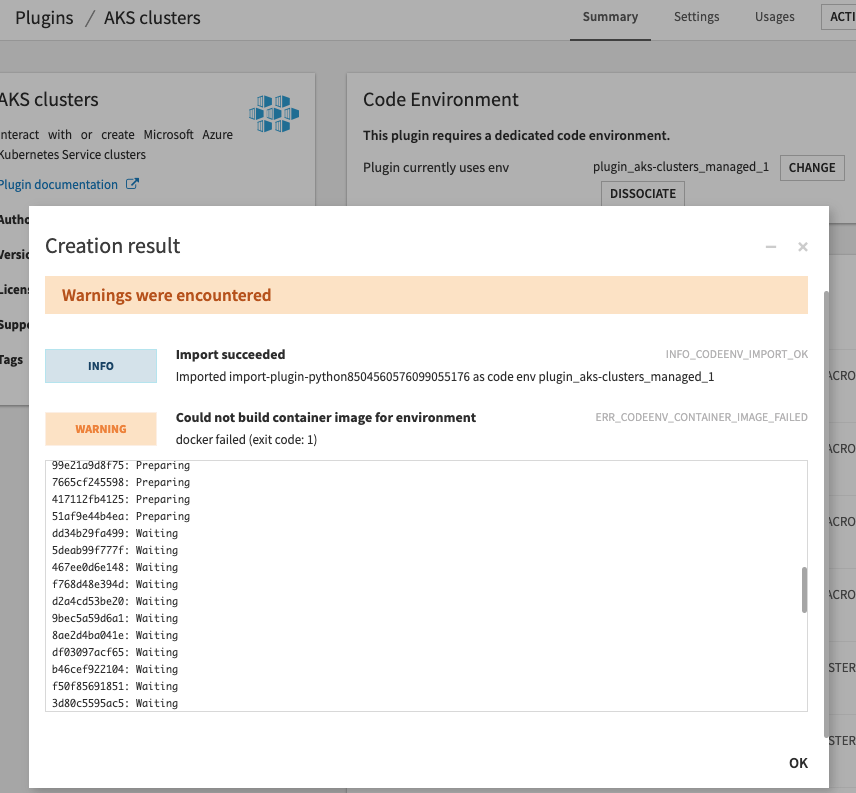 Plugins / AKS clusters
Summary
Settings
Usages
ACTI
AKS clusters
nteract with or create Microsoft Azure
Kubernetes Service clusters
Plugin documentation
Autho
Versic
Licens
Suppo
Tags
Code Environment
This plugin requires a dedicated code environment.
Plugin currently uses env
plugin_aks-clusters_managed_1
CHANGE
DISSOCIATE
Creation result
Warnings were encountered
INFO
Import succeeded
INFO_CODEENV_IMPORT_OK
Imported import-plugin-python8504560576099055176 as code env plugin_aks-clusters_managed_1
WARNING
Could not build container image for environment
ERR_CODEENV_CONTAINER_IMAGE_FAILED
docker failed (exit code: 1)
99e21a9d8f75: Preparing
7665cf245598: Preparing
417112fb4125: Preparing
51af9e44b4ea: Preparing
dd34b29fa499: Waiting
5deab99f777f: Waiting
467ee0d6e148: Waiting
f768d48e394d: Waiting
d2a4cd53be20: Waiting
9bec5a59d6a1: Waiting
8ae2d4ba041e: Waiting
df03097acf65: Waiting
b46cef922104: Waiting
f50f85691851: Waiting
3d80c5595ac5: Waiting
OK
ACRO
ACRO
ACRO
ACRO
STER
STER